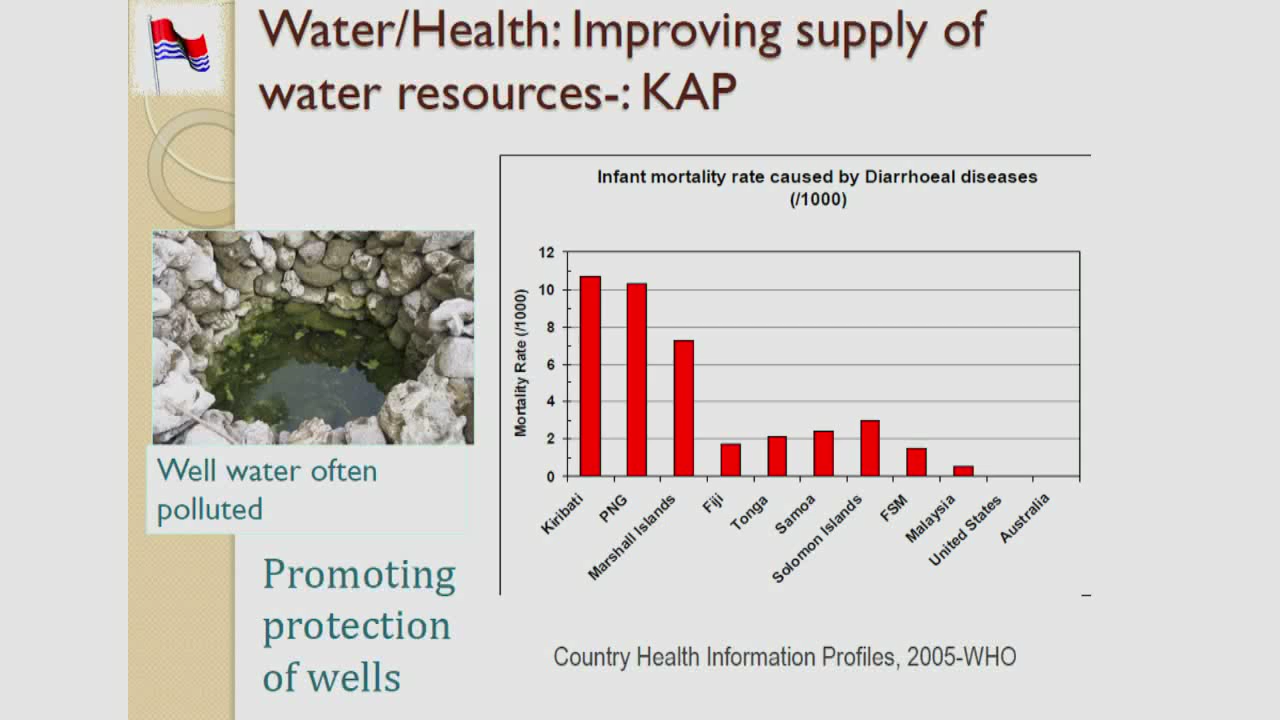 Water/Health: Improving supply of
water resources-: KAP
Infant mortality rate caused by Diarrhoeal diseases
(/1000)
Mortality Rate (/1000)
12
10
8
6
4
2
0
Kiribati
PNG
Marshall Islands
Fiji
Tonga
Samoa
Solomon Islands
FSM
Malaysia
United States
Australia
Well water often
polluted
Promoting
protection
of wells
Country Health Information Profiles, 2005-WHO